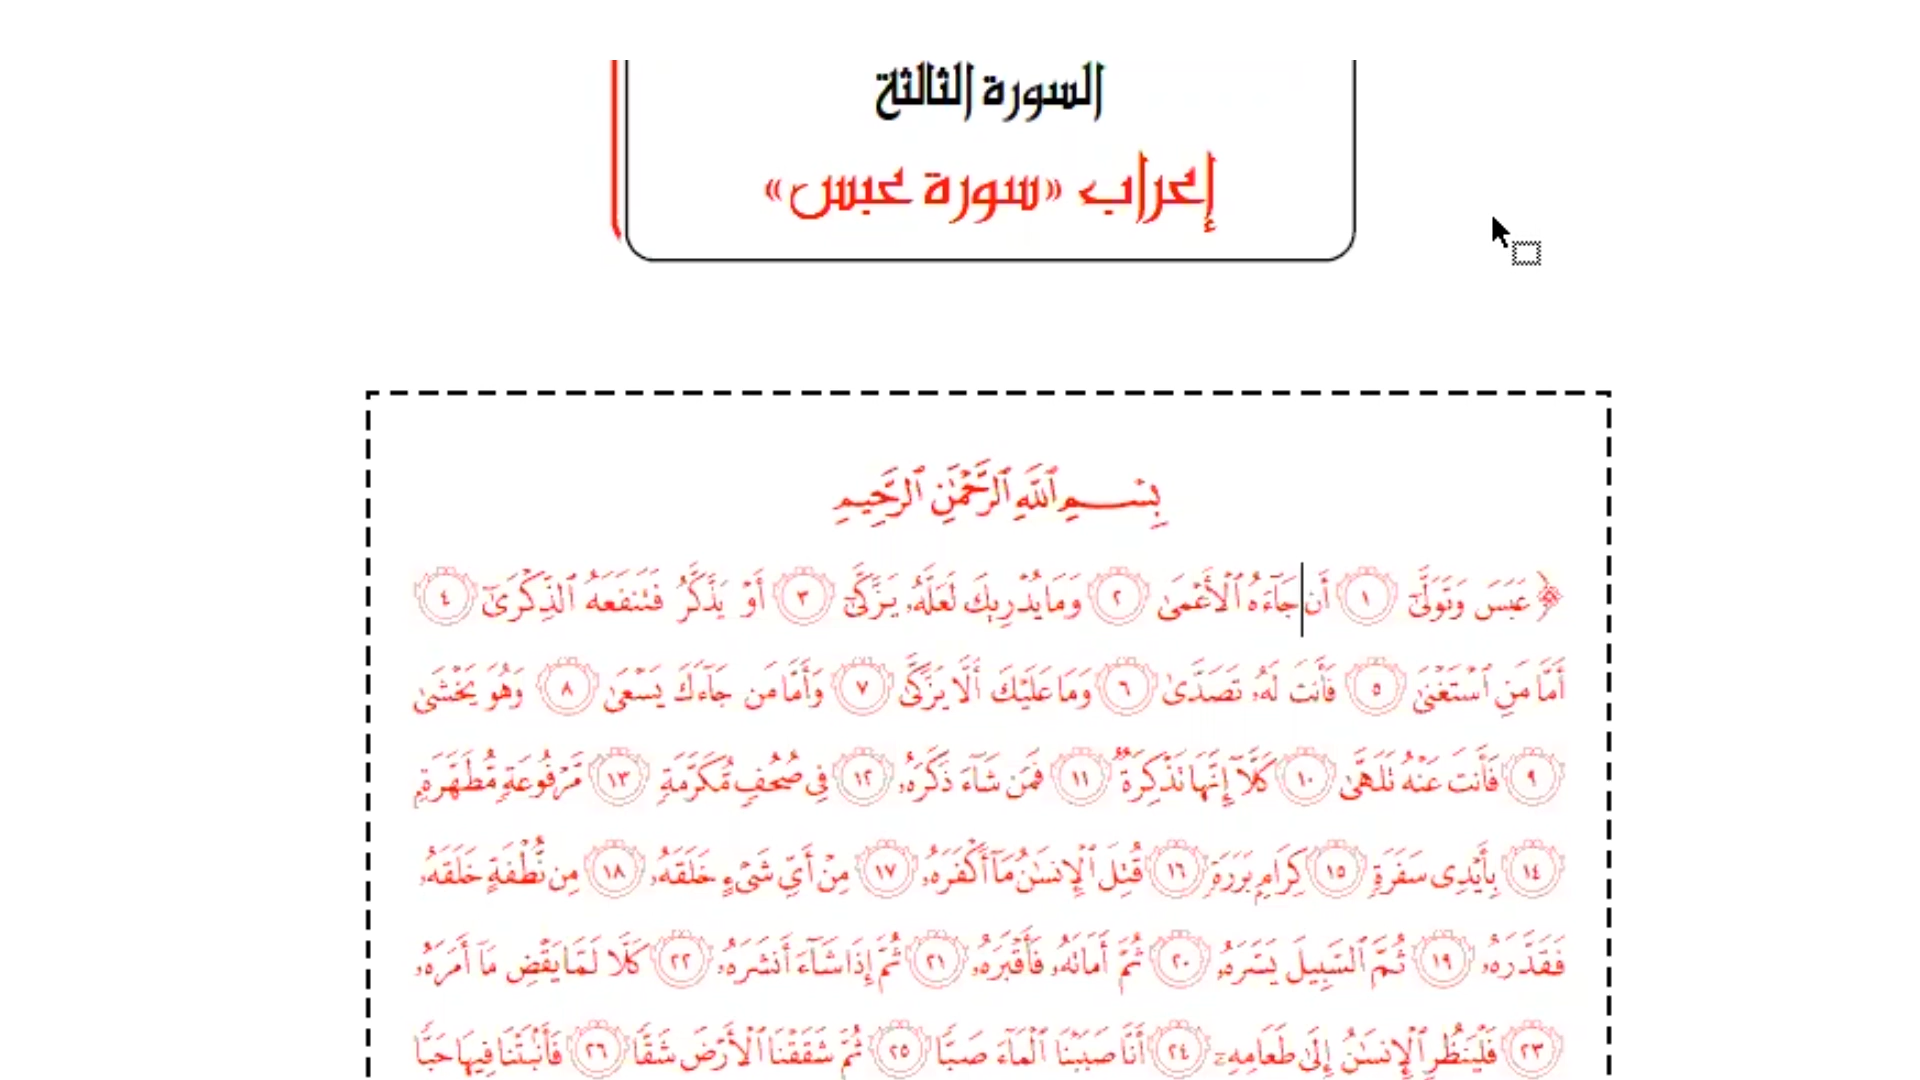 السورة الثالثة
إعراب «سورة عبس»
بِسْمِ ٱللَّهِ ٱلرَّحْمَٰنِ ٱلرَّحِيمِ
﴿ عَبَسَ وَتَوَلَّىٰٓ ١ أَن جَآءَهُ ٱلْأَعْمَىٰ ٢ وَمَا يُدْرِيكَ لَعَلَّهُۥ يَزَّكَّىٰٓ ٣ أَوْ يَذَّكَّرُ فَتَنفَعَهُ ٱلذِّكْرَىٰٓ ٤
أَمَّا مَنِ ٱسْتَغْنَىٰ ٥ فَأَنتَ لَهُۥ تَصَدَّىٰ ٦ وَمَا عَلَيْكَ أَلَّا يَزَّكَّىٰ ٧ وَأَمَّا مَن جَآءَكَ يَسْعَىٰ ٨ وَهُوَ يَخْشَىٰ
٩ فَأَنتَ عَنْهُ تَلَهَّىٰ ١٠ كَلَّآ إِنَّهَا تَذْكِرَةٌ ١١ فَمَن شَآءَ ذَكَرَهُۥ ١٢ فِى صُحُفٍ مُّكَرَّمَةٍ ١٣ مَّرْفُوعَةٍ مُّطَهَّرَةٍۭ
١٤ بِأَيْدِى سَفَرَةٍ ١٥ كِرَامٍۭ بَرَرَةٍ ١٦ قُتِلَ ٱلْإِنسَٰنُ مَآ أَكْفَرَهُۥ ١٧ مِنْ أَىِّ شَىْءٍ خَلَقَهُۥ ١٨ مِن نُّطْفَةٍ خَلَقَهُۥ
فَقَدَّرَهُۥ ١٩ ثُمَّ ٱلسَّبِيلَ يَسَّرَهُۥ ٢٠ ثُمَّ أَمَاتَهُۥ فَأَقْبَرَهُۥ ٢١ ثُمَّ إِذَا شَآءَ أَنشَرَهُۥ ٢٢ كَلَّا لَمَّا يَقْضِ مَآ أَمَرَهُۥ
٢٣ فَلْيَنظُرِ ٱلْإِنسَٰنُ إِلَىٰ طَعَامِهِۦٓ ٢٤ أَنَّا صَبَبْنَا ٱلْمَآءَ صَبًّا ٢٥ ثُمَّ شَقَقْنَا ٱلْأَرْضَ شَقًّا ٢٦ فَأَنۢبَتْنَا فِيهَا حَبًّا